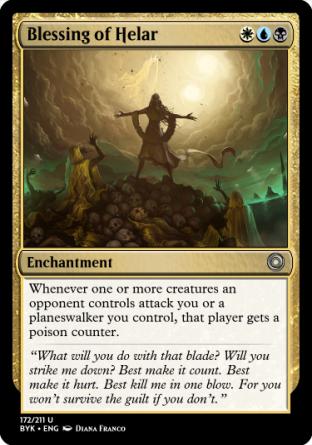 Blessing of Helar
Enchantment
Whenever one or more creatures an
opponent controls attack you or a
planeswalker you control, that player gets a
poison counter.
“What will you do with that blade? Will you
strike me down? Best make it count. Best
make it hurt. Best kill me in one blow. For you
won’t survive the guilt if you don’t.”
172/211 U
BYK • ENG Diana Franco